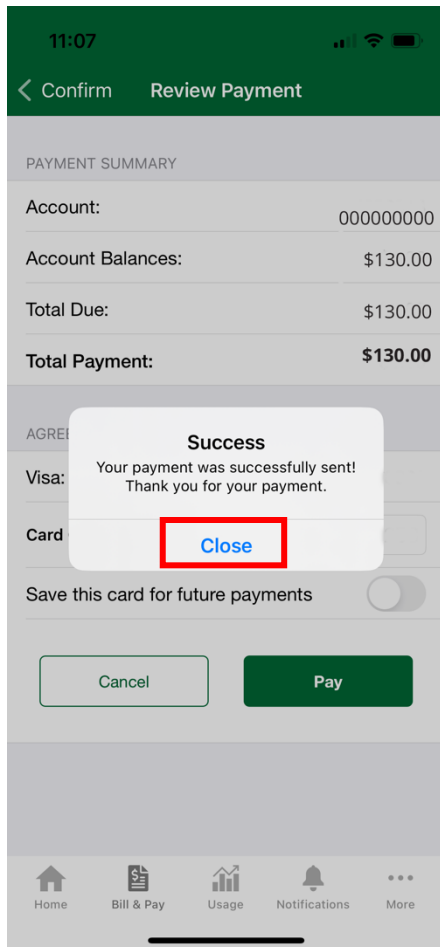 11:07
Confirm Review Payment
PAYMENT SUMMARY
Account: 000000000
Account Balances: $130.00
Total Due: $130.00
Total Payment: $130.00
Success
Your payment was successfully sent!
Thank you for your payment.
Close
Visa:
Card
Save this card for future payments
Cancel Pay
Home Bill & Pay Usage Notifications More